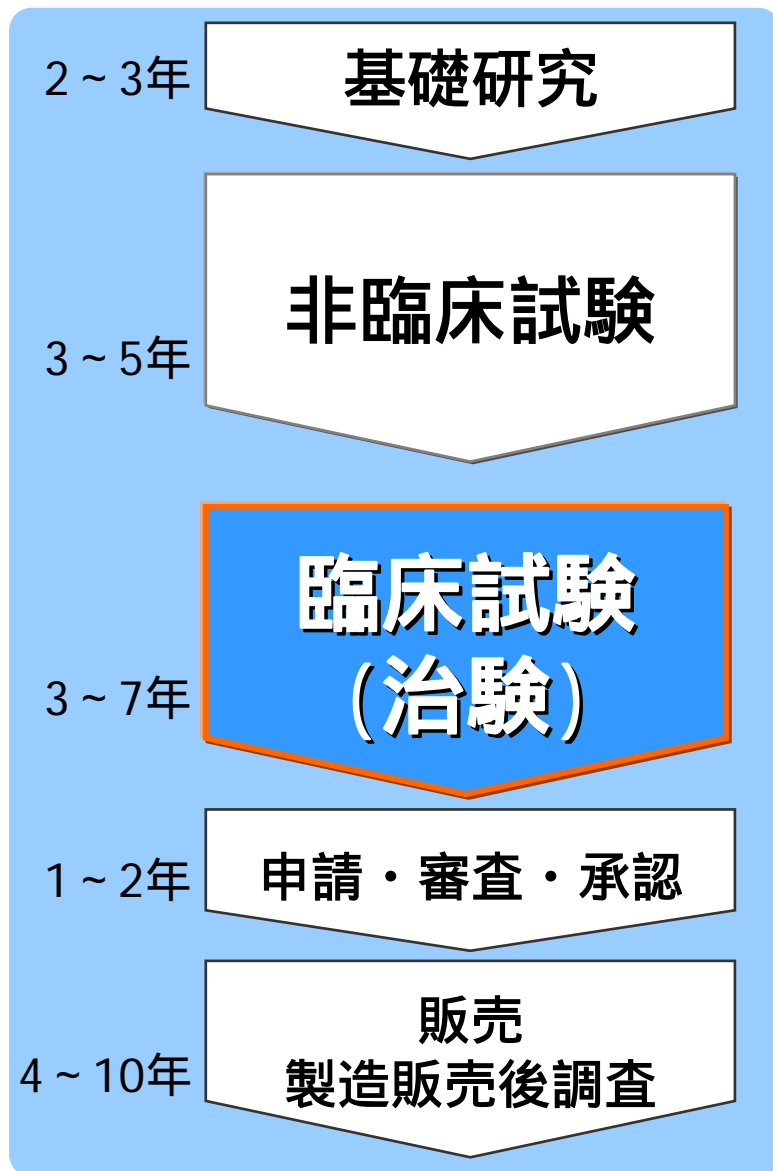 2～3年
基礎研究
非臨床試験
3～5年
臨床試験
(治験)
3～7年
1～2年
申請・審査・承認
販売
製造販売後調査
4～10年